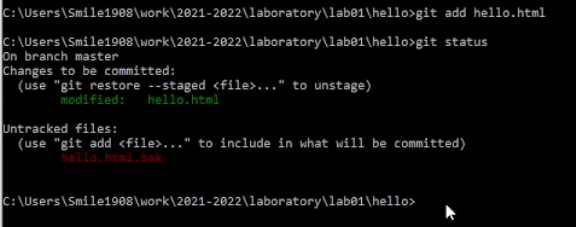 C:\Users\Smile1908\work\2021-2022\laboratory\lab01\hello>git add hello.html
C:\Users\Smile1908\work\2021-2022\laboratory\lab01\hello>git status
On branch master
Changes to be committed:
  (use "git restore --staged <file>..." to unstage)
        modified:   hello.html
Untracked files:
  (use "git add <file>..." to include in what will be committed)
        hello.html.bak
C:\Users\Smile1908\work\2021-2022\laboratory\lab01\hello>